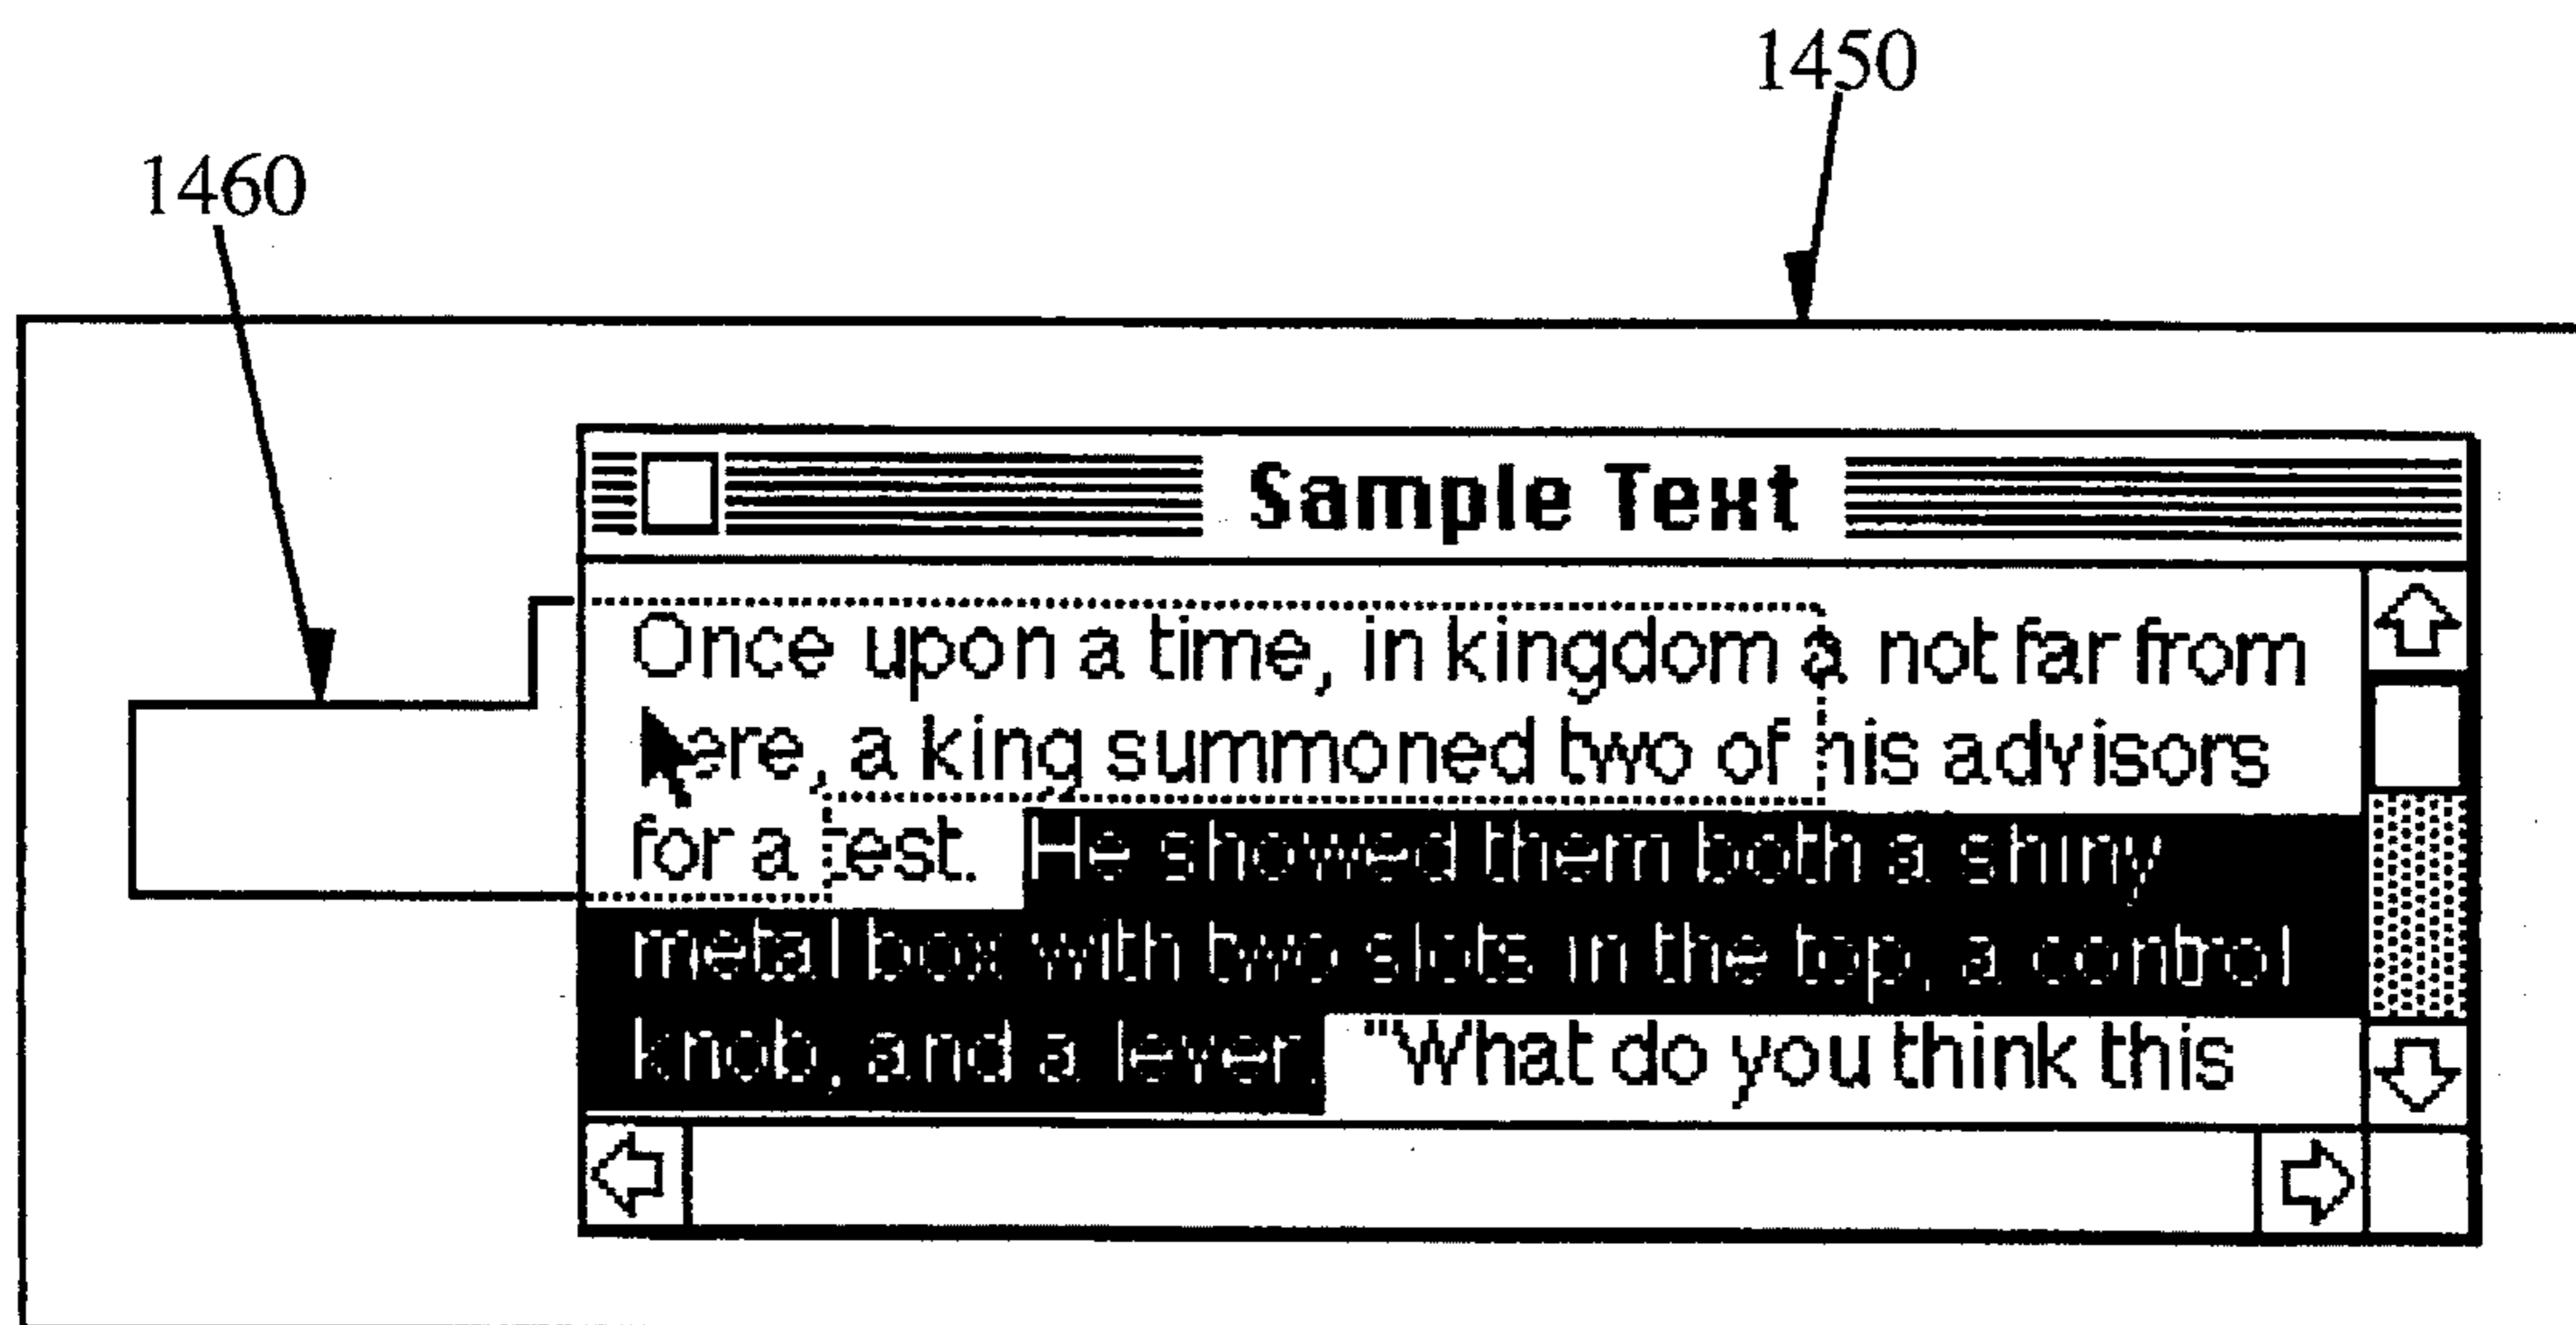 1450
1460
Sample Text
Once upon a time, in kingdom a not far from
ere, a king summoned two of his advisors
for a test. He showed them both a shiny
metal box with two slots in the top, a control
knob, and a lever. "What do you think this